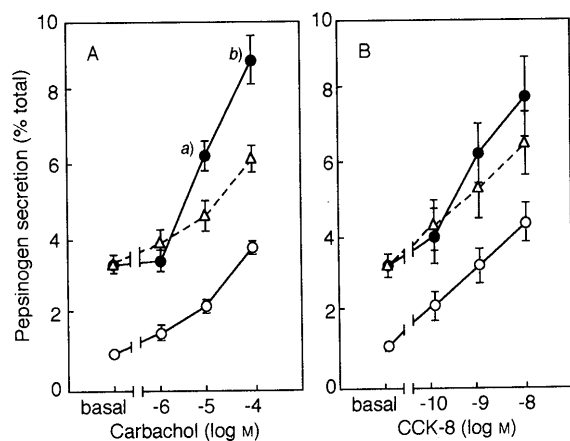 Pepsinogen secretion (% total)
10
8
6
4
2
0
A
a)
b)
basal
-6
-5
-4
Carbachol (log M)
10
8
6
4
2
0
B
basal
-10
-9
-8
CCK-8 (log M)